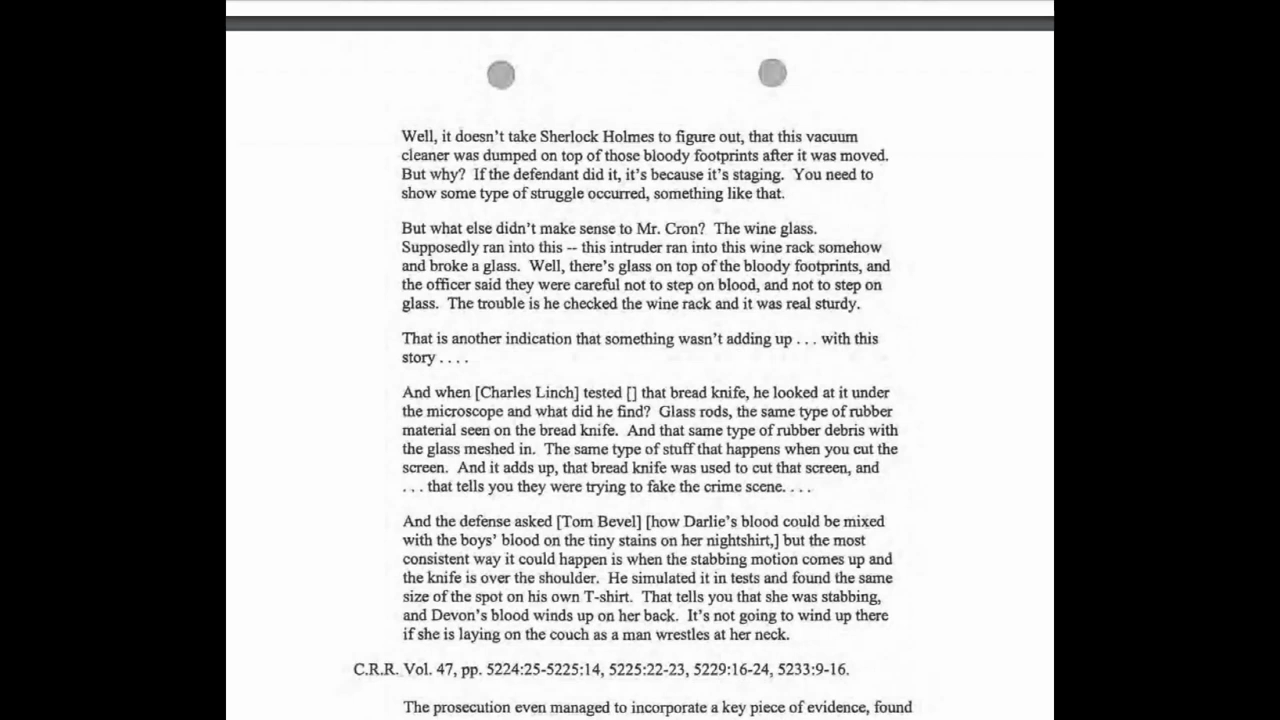 Well, it doesn't take Sherlock Holmes to figure out, that this vacuum
cleaner was dumped on top of those bloody footprints after it was moved.
But why? If the defendant did it, it's because it's staging. You need to
show some type of struggle occurred, something like that.
But what else didn't make sense to Mr. Cron? The wine glass.
Supposedly ran into this -- this intruder ran into this wine rack somehow
and broke a glass. Well, there's glass on top of the bloody footprints, and
the officer said they were careful not to step on blood, and not to step on
glass. The trouble is he checked the wine rack and it was real sturdy.
That is another indication that something wasn't adding up . . . with this
story . . . .
And when [Charles Linch] tested [] that bread knife, he looked at it under
the microscope and what did he find? Glass rods, the same type of rubber
material seen on the bread knife. And that same type of rubber debris with
the glass meshed in. The same type of stuff that happens when you cut the
screen. And it adds up, that bread knife was used to cut that screen, and
. . . that tells you they were trying to fake the crime scene. . . .
And the defense asked [Tom Bevel] [how Darlie's blood could be mixed
with the boys' blood on the tiny stains on her nightshirt,] but the most
consistent way it could happen is when the stabbing motion comes up and
the knife is over the shoulder. He simulated it in tests and found the same
size of the spot on his own T-shirt. That tells you that she was stabbing,
and Devon's blood winds up on her back. It's not going to wind up there
if she is laying on the couch as a man wrestles at her neck.
C.R.R. Vol. 47, pp. 5224:25-5225:14, 5225:22-23, 5229:16-24, 5233:9-16.
The prosecution even managed to incorporate a key piece of evidence, found